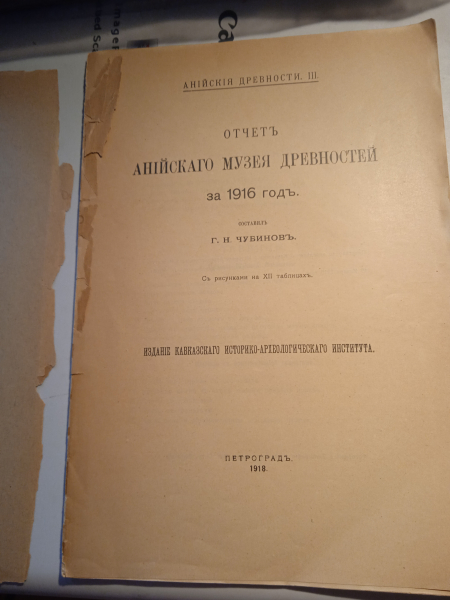 АНІЙСКІЯ ДРЕВНОСТИ. III.
ОТЧЕТЪ
АНІЙСКАГО МУЗЕЯ ДРЕВНОСТЕЙ
за 1916 годъ.
СОСТАВИЛЪ
Г. Н. ЧУБИНОВЪ.
Съ рисунками на XII таблицахъ.
ИЗДАНІЕ КАВКАЗСКАГО ИСТОРИКО-АРХЕОЛОГИЧЕСКАГО ИНСТИТУТА.
ПЕТРОГРАДЪ.
1918.